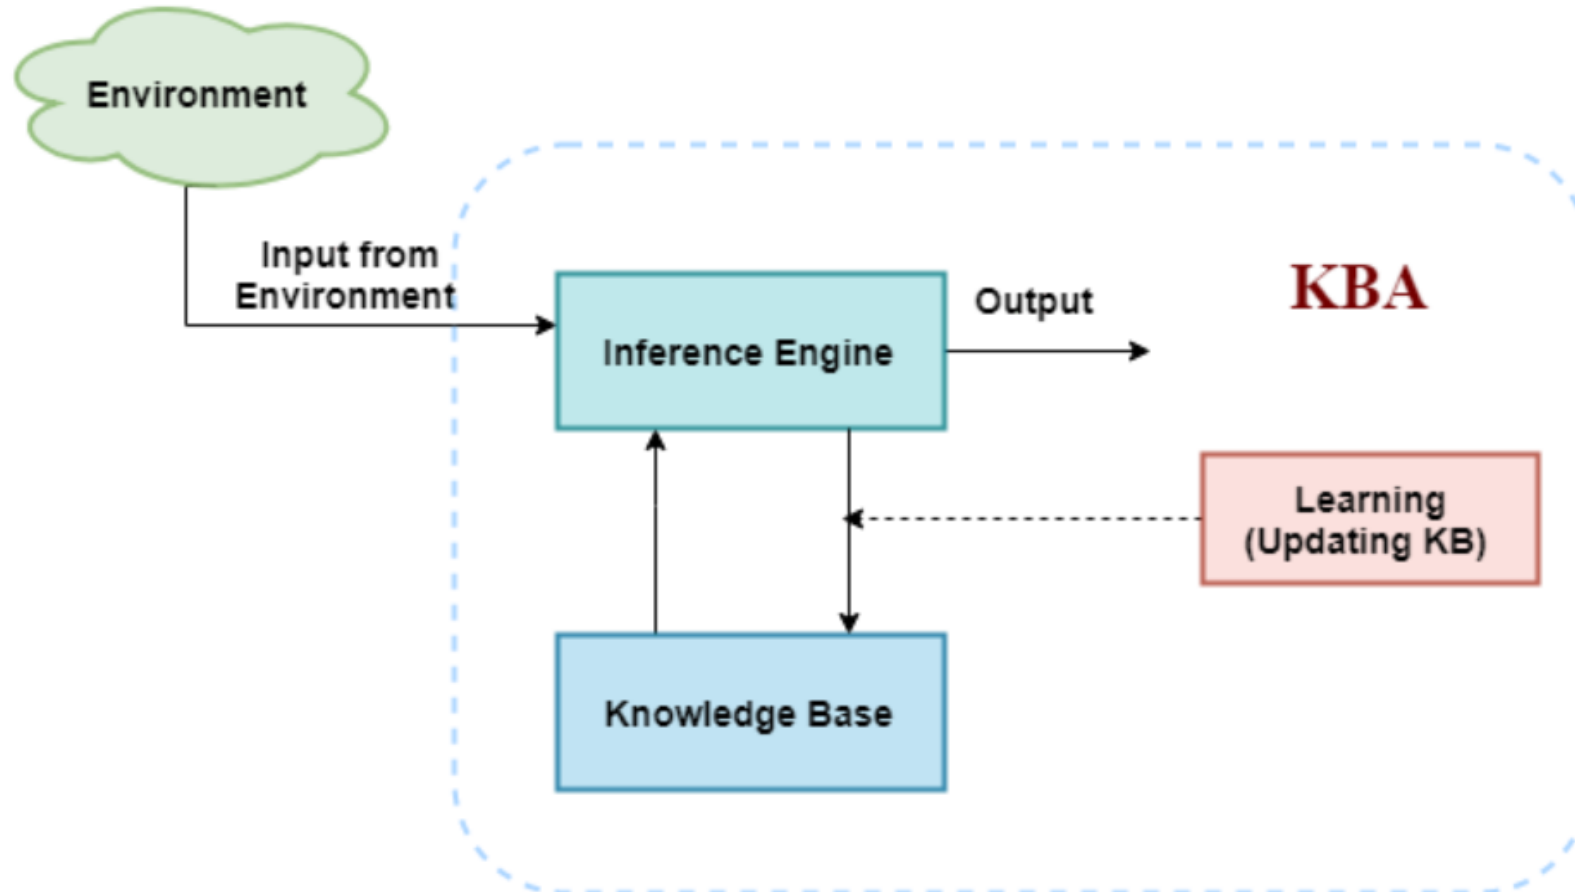 Environment
Input from
Environment
Inference Engine
Output
KBA
Learning
(Updating KB)
Knowledge Base